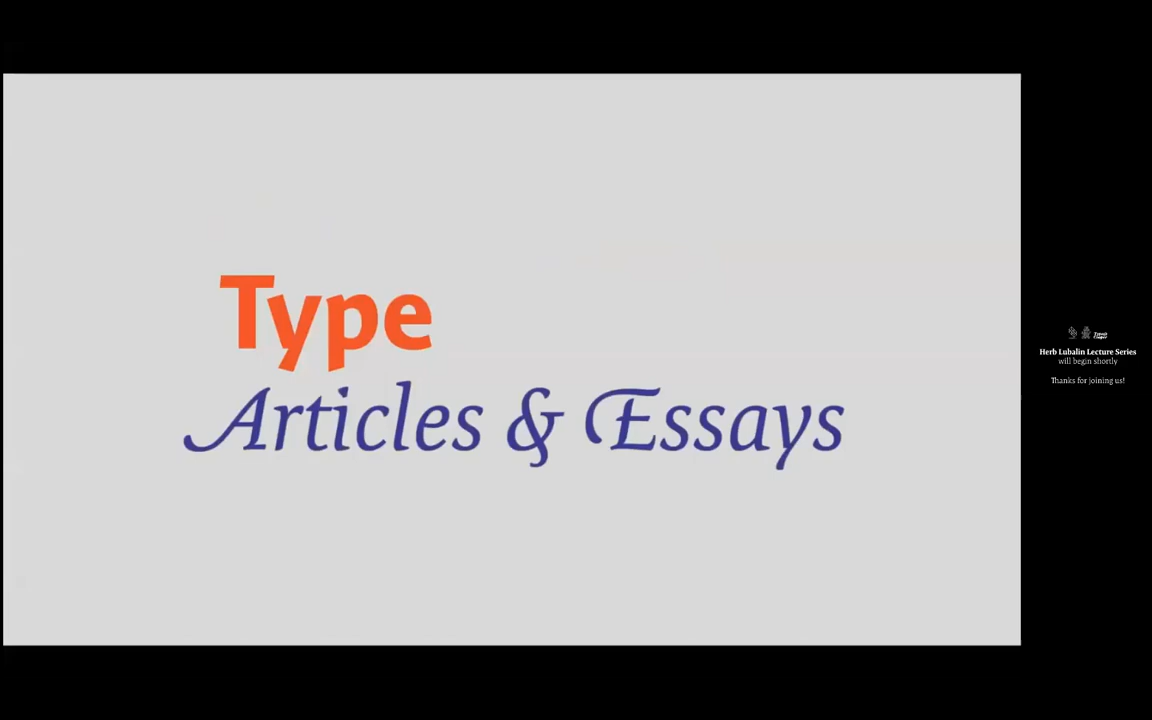 Type
Articles & Essays
Herb Lubalin Lecture Series
will begin shortly
Thanks for joining us!